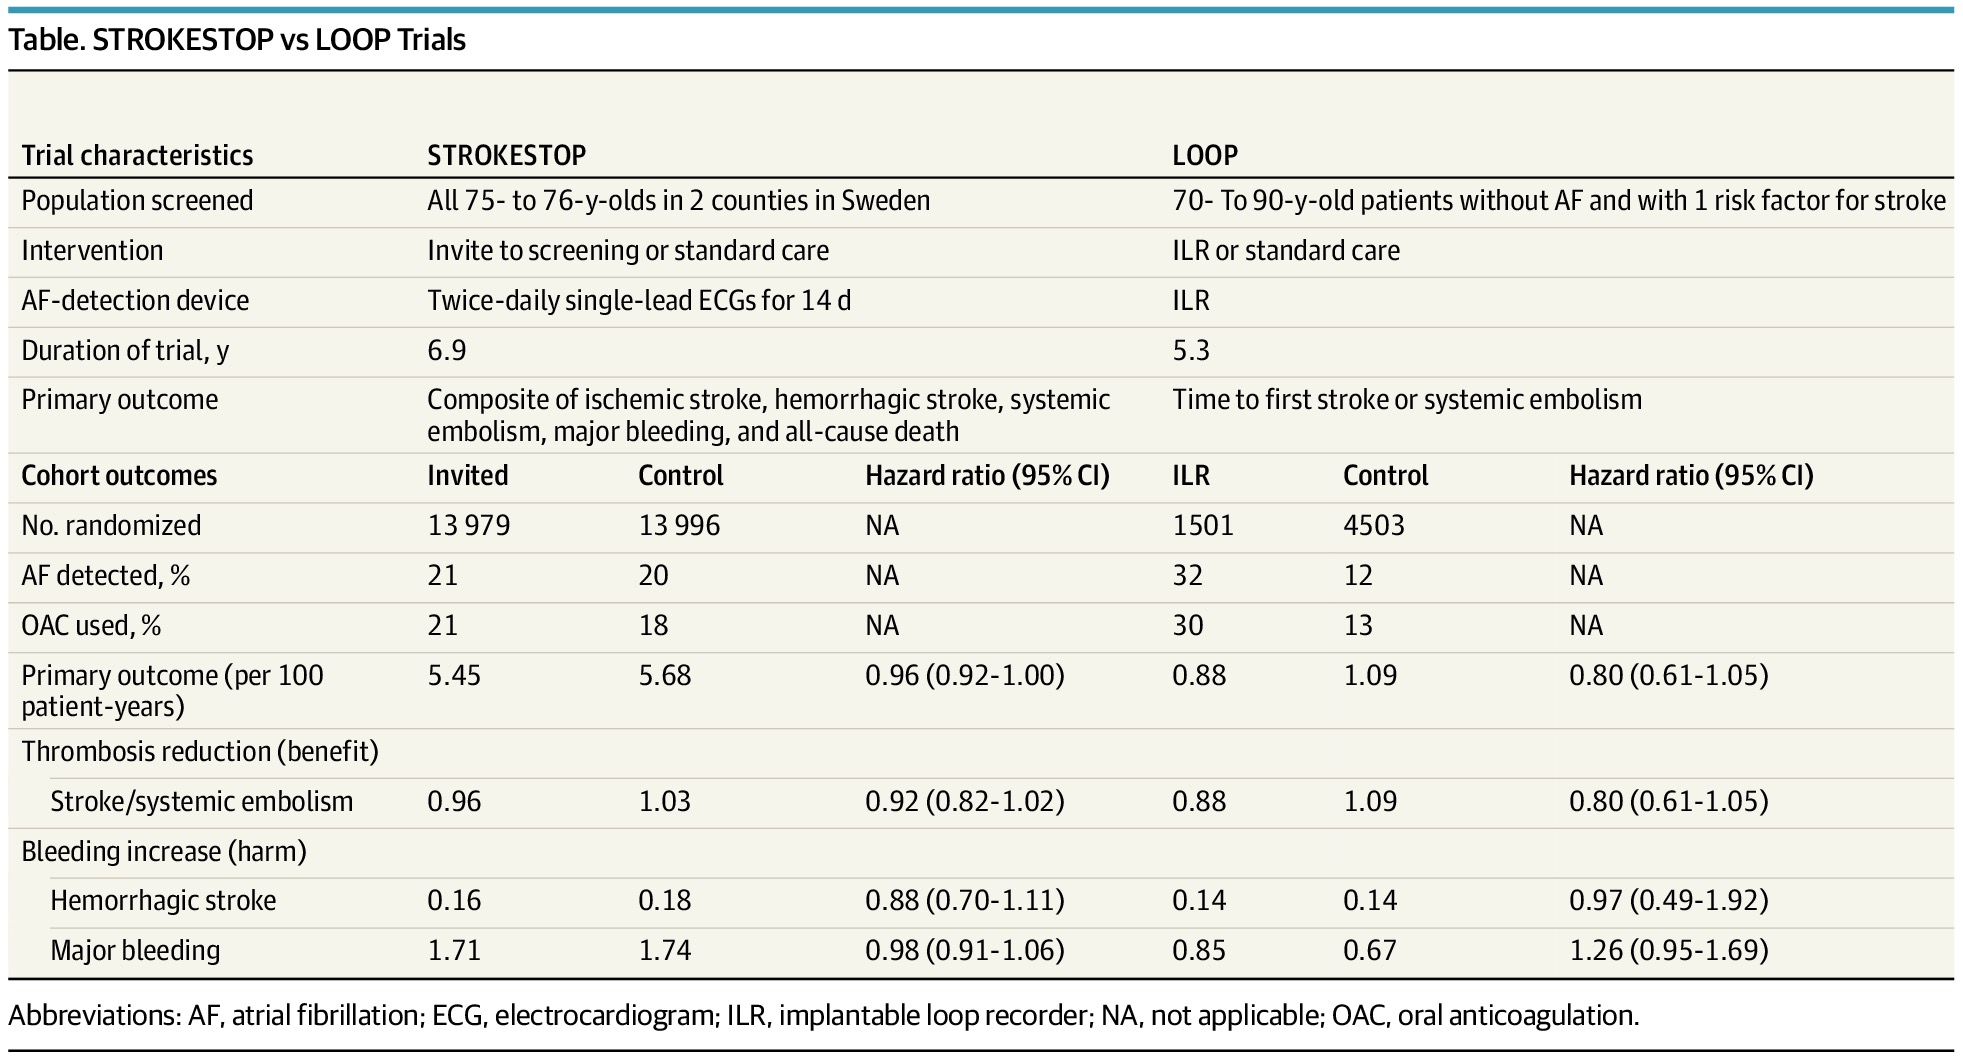 Table. STROKESTOP vs LOOP Trials
Trial characteristics STROKESTOP LOOP
Population screened All 75- to 76-y-olds in 2 counties in Sweden 70- To 90-y-old patients without AF and with 1 risk factor for stroke
Intervention Invite to screening or standard care ILR or standard care
AF-detection device Twice-daily single-lead ECGs for 14 d ILR
Duration of trial, y 6.9 5.3
Primary outcome Composite of ischemic stroke, hemorrhagic stroke, systemic Time to first stroke or systemic embolism
embolism, major bleeding, and all-cause death
Cohort outcomes Invited Control Hazard ratio (95% CI) ILR Control Hazard ratio (95% CI)
No. randomized 13 979 13 996 NA 1501 4503 NA
AF detected, % 21 20 NA 32 12 NA
OAC used, % 21 18 NA 30 13 NA
Primary outcome (per 100 5.45 5.68 0.96 (0.92-1.00) 0.88 1.09 0.80 (0.61-1.05)
patient-years)
Thrombosis reduction (benefit)
Stroke/systemic embolism 0.96 1.03 0.92 (0.82-1.02) 0.88 1.09 0.80 (0.61-1.05)
Bleeding increase (harm)
Hemorrhagic stroke 0.16 0.18 0.88 (0.70-1.11) 0.14 0.14 0.97 (0.49-1.92)
Major bleeding 1.71 1.74 0.98 (0.91-1.06) 0.85 0.67 1.26 (0.95-1.69)
Abbreviations: AF, atrial fibrillation; ECG, electrocardiogram; ILR, implantable loop recorder; NA, not applicable; OAC, oral anticoagulation.